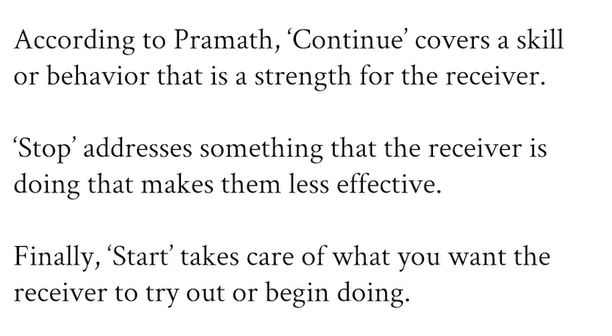 According to Pramath, ‘Continue’ covers a skill
or behavior that is a strength for the receiver.
‘Stop’ addresses something that the receiver is
doing that makes them less effective.
Finally, ‘Start’ takes care of what you want the
receiver to try out or begin doing.